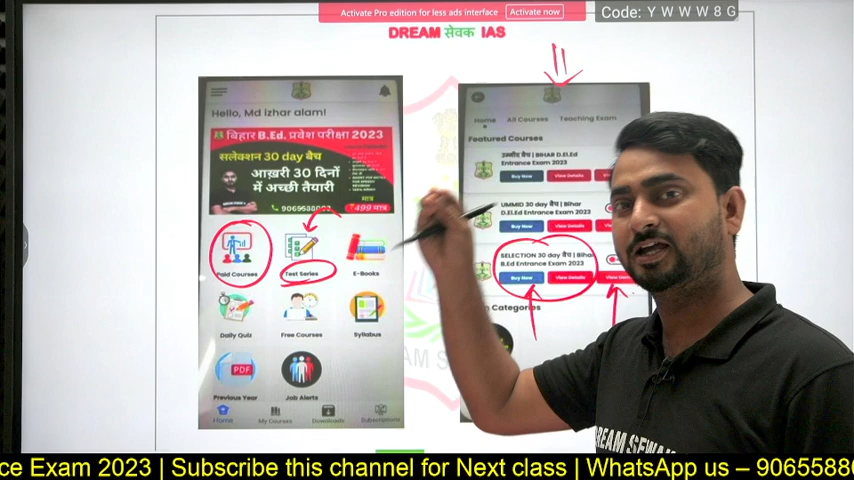 Activate Pro edition for less ads interface
Activate now
Code: Y W W W 8 G
DREAM सेवक IAS
Hello, Md Izhar alam!
बिहार B.Ed. प्रवेश परीक्षा 2023
सलेक्शन 30 day बैच
आख़री 30 दिनों
में अच्छी तैयारी
मात्र
499 मात्र
Paid Courses
Test Series
E-Books
Daily Quiz
Free Courses
Syllabus
PDF
Previous Year
Job Alerts
Home
My Courses
Downloads
Subscriptions
Home
All Courses
Teaching Exam
Featured Courses
उम्मीद बैच | BIHAR D.El.Ed
Entrance Exam 2023
Buy Now
View Details
UMMID 30 day बैच | Bihar
D.El.Ed Entrance Exam 2023
Buy Now
View Details
SELECTION 30 day बैच | Bihar
B.Ed Entrance Exam 2023
Buy Now
View Details
Categories
DREAM SEWAK
ce Exam 2023 | Subscribe this channel for Next class | WhatsApp us – 90655880